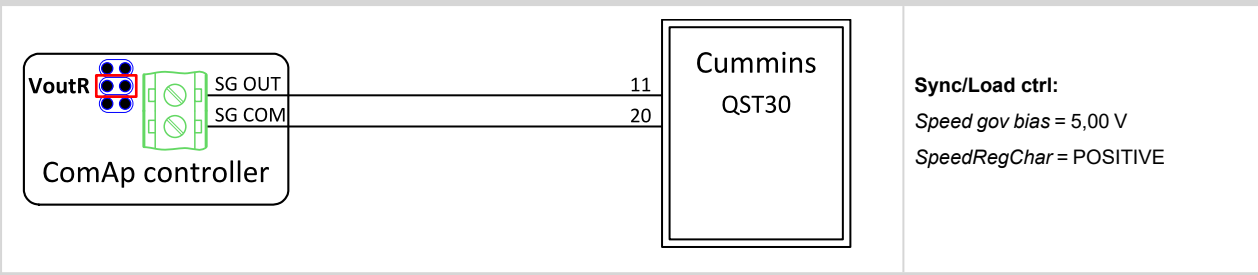 VoutR
SG OUT
SG COM
ComAp controller
11
20
Cummins
QST30
Sync/Load ctrl:
Speed gov bias = 5,00 V
SpeedRegChar = POSITIVE